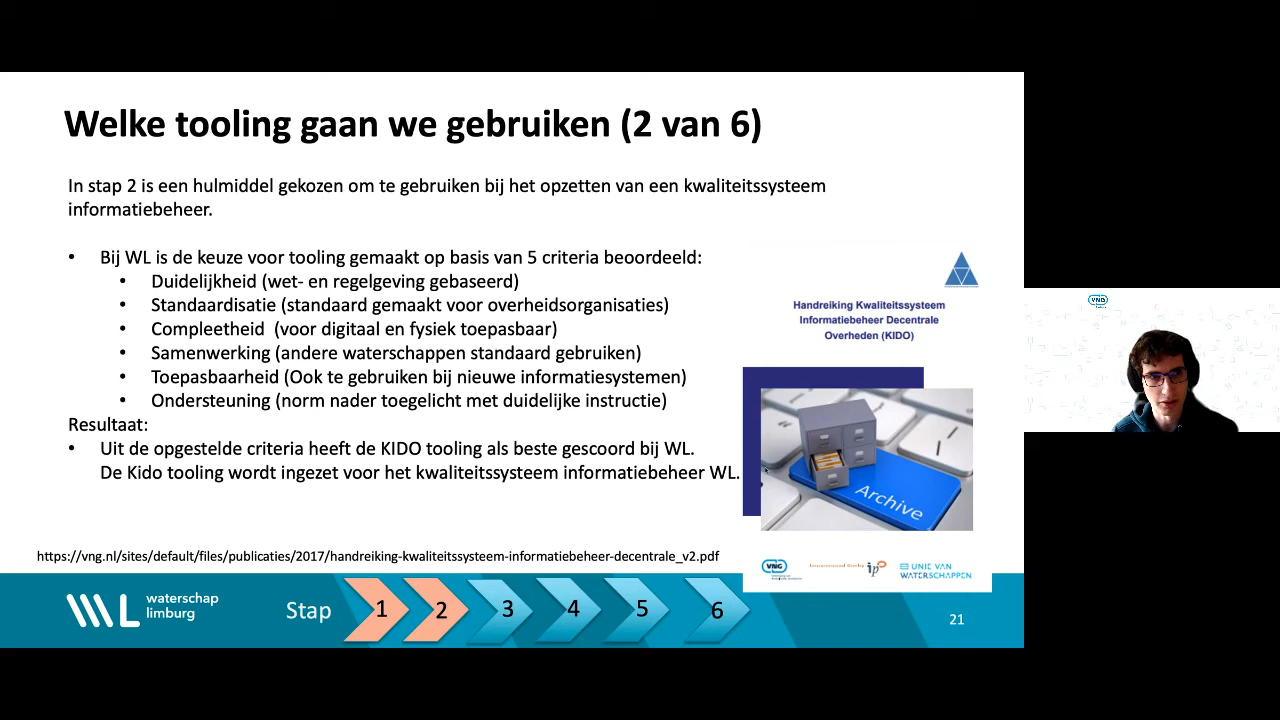 Welke tooling gaan we gebruiken (2 van 6)
In stap 2 is een hulmiddel gekozen om te gebruiken bij het opzetten van een kwaliteitssysteem
informatiebeheer.
• Bij WL is de keuze voor tooling gemaakt op basis van 5 criteria beoordeeld:
• Duidelijkheid (wet- en regelgeving gebaseerd)
• Standaardisatie (standaard gemaakt voor overheidsorganisaties)
• Compleetheid (voor digitaal en fysiek toepasbaar)
• Samenwerking (andere waterschappen standaard gebruiken)
• Toepasbaarheid (Ook te gebruiken bij nieuwe informatiesystemen)
• Ondersteuning (norm nader toegelicht met duidelijke instructie)
Resultaat:
• Uit de opgestelde criteria heeft de KIDO tooling als beste gescoord bij WL.
De Kido tooling wordt ingezet voor het kwaliteitssysteem informatiebeheer WL.
Handreiking Kwaliteitssysteem
Informatiebeheer Decentrale
Overheden (KIDO)
Archive
VNG
ip
UNIE VAN
WATERSCHAPPEN
https://vng.nl/sites/default/files/publicaties/2017/handreiking-kwaliteitssysteem-informatiebeheer-decentrale_v2.pdf
WL waterschap
limburg
Stap 1 2 3 4 5 6
21
VNG